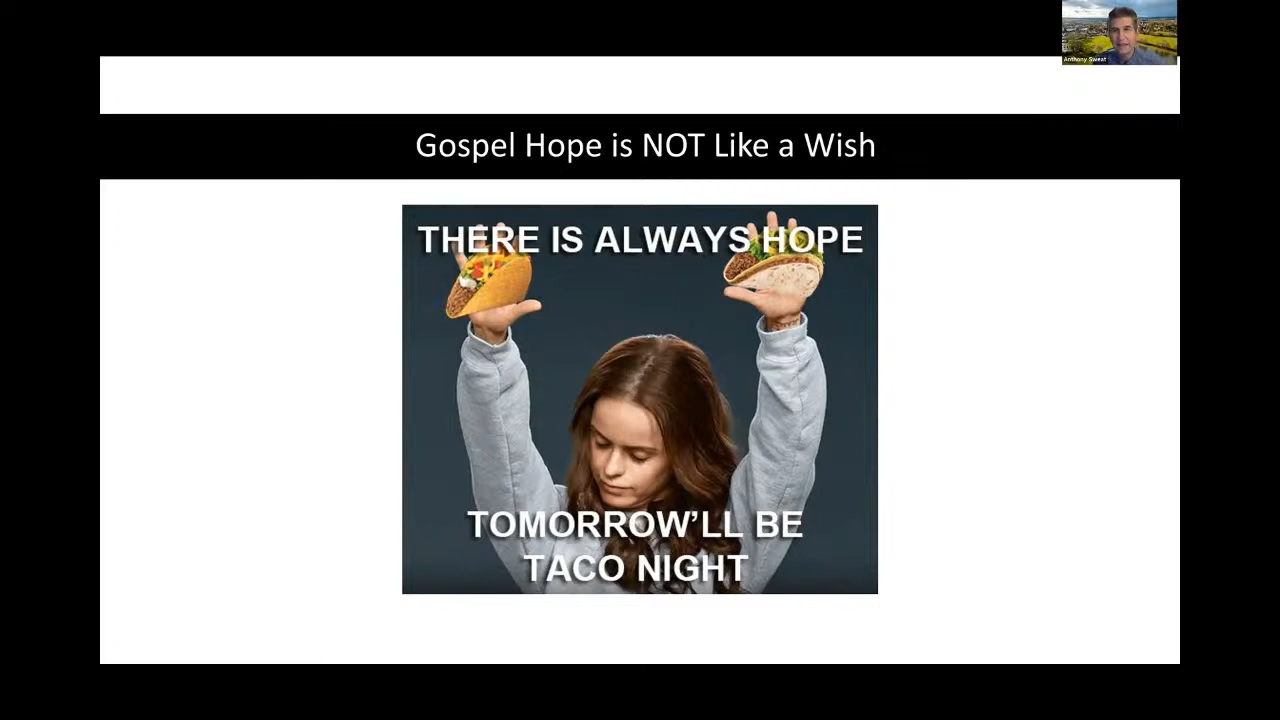 Anthony Sweat
Gospel Hope is NOT Like a Wish
THERE IS ALWAYS HOPE
TOMORROW’LL BE
TACO NIGHT